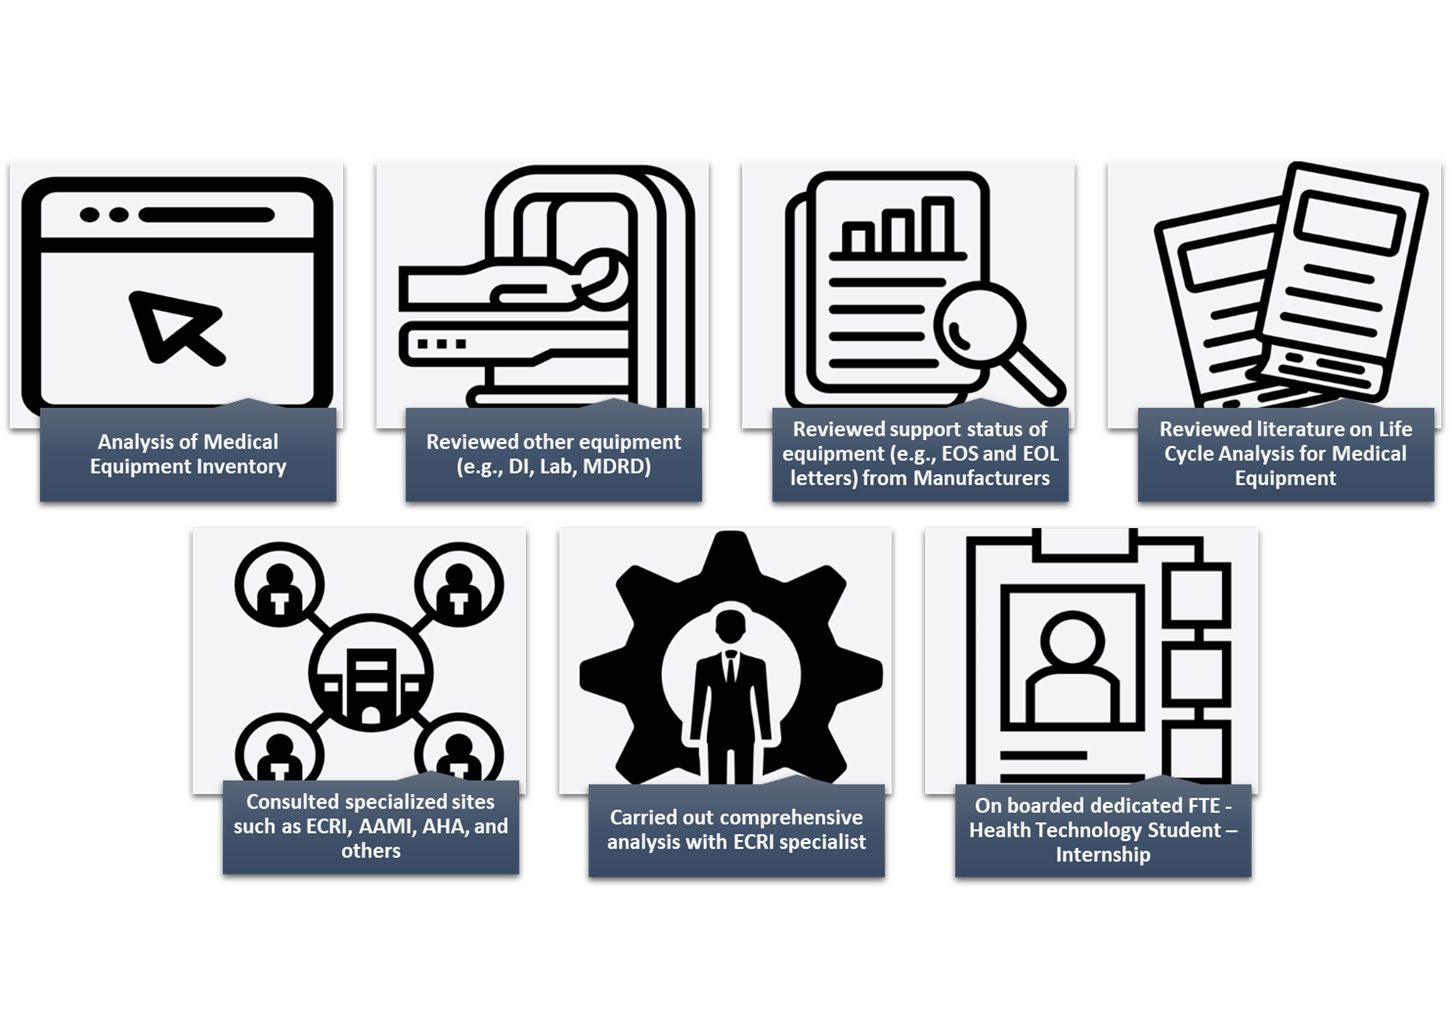 Analysis of Medical
Equipment Inventory
Reviewed other equipment
(e.g., DI, Lab, MDRD)
Reviewed support status of
equipment (e.g., EOS and EOL
letters) from Manufacturers
Reviewed literature on Life
Cycle Analysis for Medical
Equipment
Consulted specialized sites
such as ECRI, AAMI, AHA, and
others
Carried out comprehensive
analysis with ECRI specialist
On boarded dedicated FTE -
Health Technology Student –
Internship